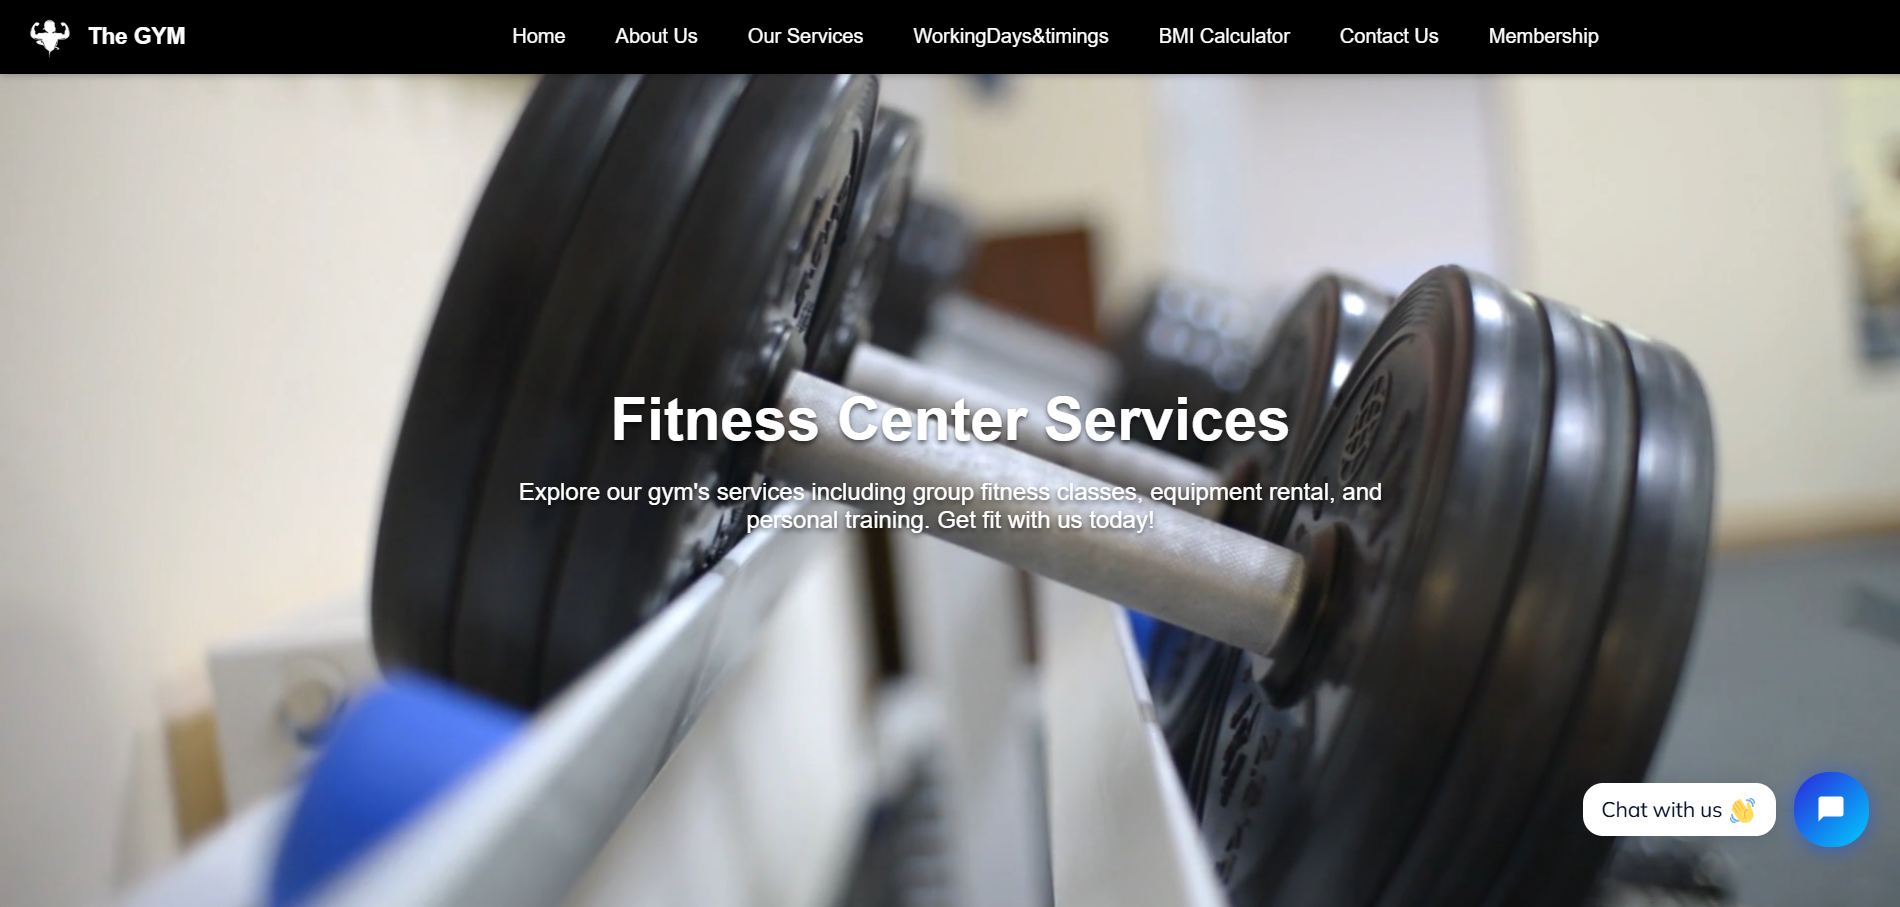 The GYM
Home
About Us
Our Services
WorkingDays&timings
BMI Calculator
Contact Us
Membership
Fitness Center Services
Explore our gym's services including group fitness classes, equipment rental, and
personal training. Get fit with us today!
Chat with us 👋